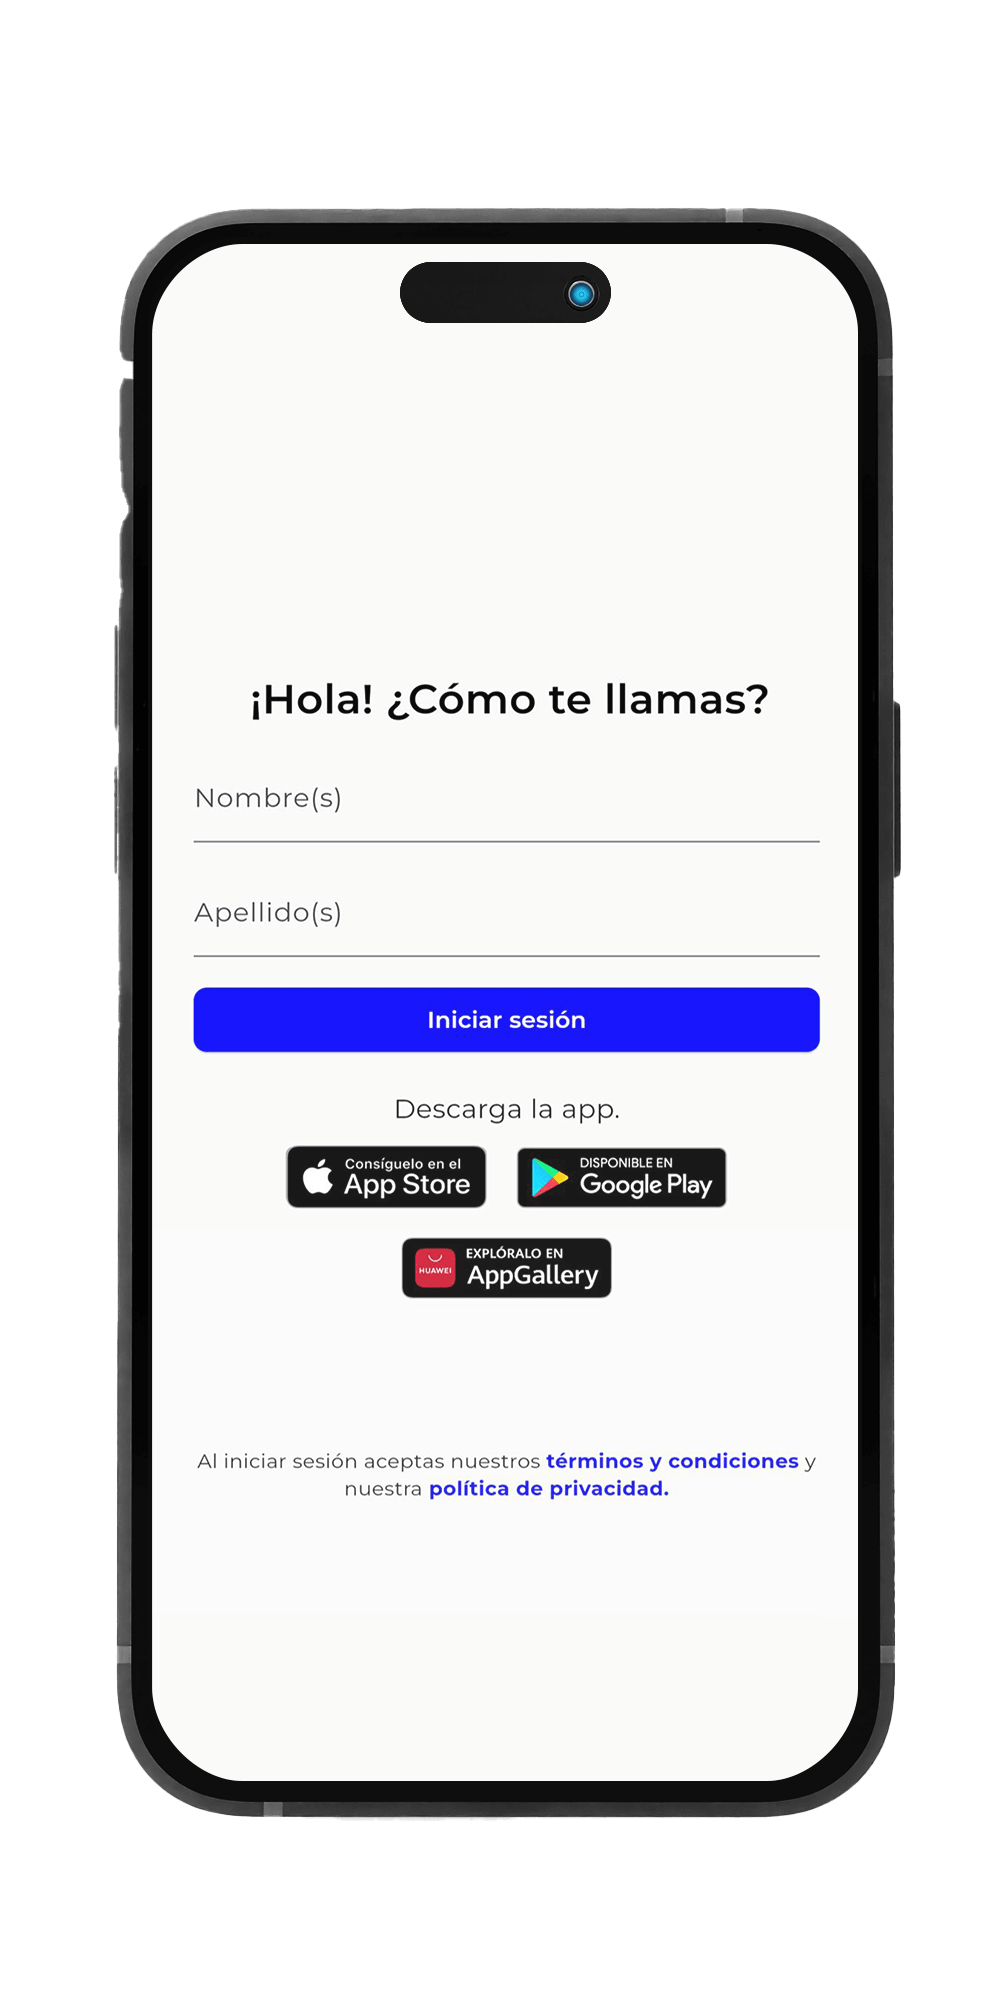 ¡Hola! ¿Cómo te llamas?
Nombre(s)
Apellido(s)
Iniciar sesión
Descarga la app.
Consíguelo en el
App Store
DISPONIBLE EN
Google Play
HUAWEI
EXPLÓRALO EN
AppGallery
Al iniciar sesión aceptas nuestros términos y condiciones y
nuestra política de privacidad.